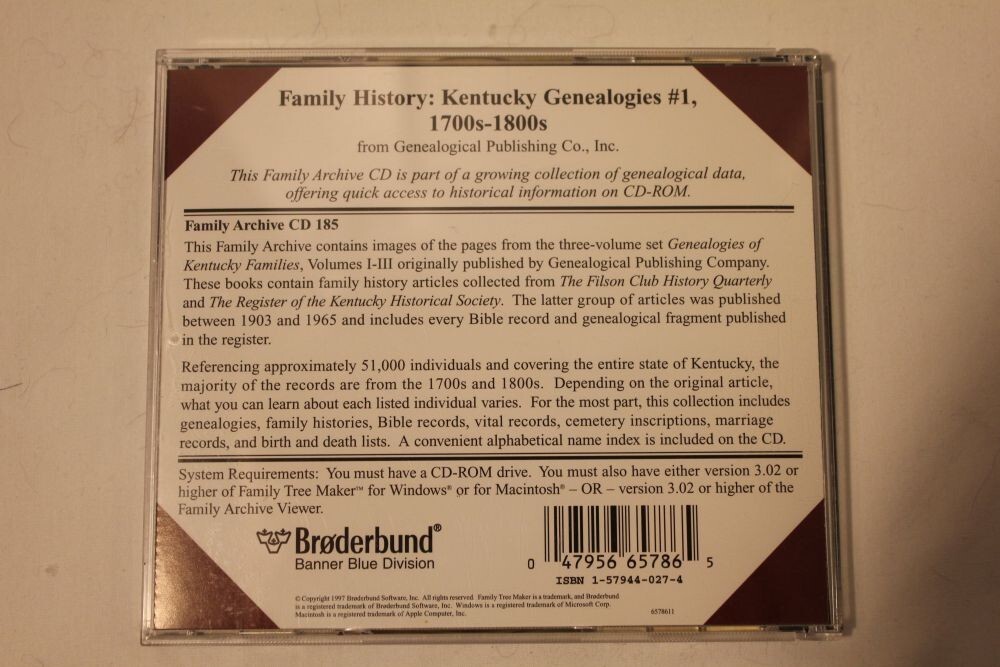 Family History: Kentucky Genealogies #1,
1700s-1800s
from Genealogical Publishing Co., Inc.
This Family Archive CD is part of a growing collection of genealogical data,
offering quick access to historical information on CD-ROM.
Family Archive CD 185
This Family Archive contains images of the pages from the three-volume set Genealogies of
Kentucky Families, Volumes I-III originally published by Genealogical Publishing Company.
These books contain family history articles collected from The Filson Club History Quarterly
and The Register of the Kentucky Historical Society. The latter group of articles was published
between 1903 and 1965 and includes every Bible record and genealogical fragment published
in the register.
Referencing approximately 51,000 individuals and covering the entire state of Kentucky, the
majority of the records are from the 1700s and 1800s. Depending on the original article,
what you can learn about each listed individual varies. For the most part, this collection includes
genealogies, family histories, Bible records, vital records, cemetery inscriptions, marriage
records, and birth and death lists. A convenient alphabetical name index is included on the CD.
System Requirements: You must have a CD-ROM drive. You must also have either version 3.02 or
higher of Family Tree Maker™ for Windows® or for Macintosh® – OR – version 3.02 or higher of the
Family Archive Viewer.
Brøderbund®
Banner Blue Division
0 47956 65786 5
ISBN 1-57944-027-4
© Copyright 1997 Brøderbund Software, Inc. All rights reserved Family Tree Maker is a trademark, and Brøderbund
is a registered trademark of Brøderbund Software, Inc. Windows is a registered trademark of Microsoft Corp.
Macintosh is a registered trademark of Apple Computer, Inc.
6578611